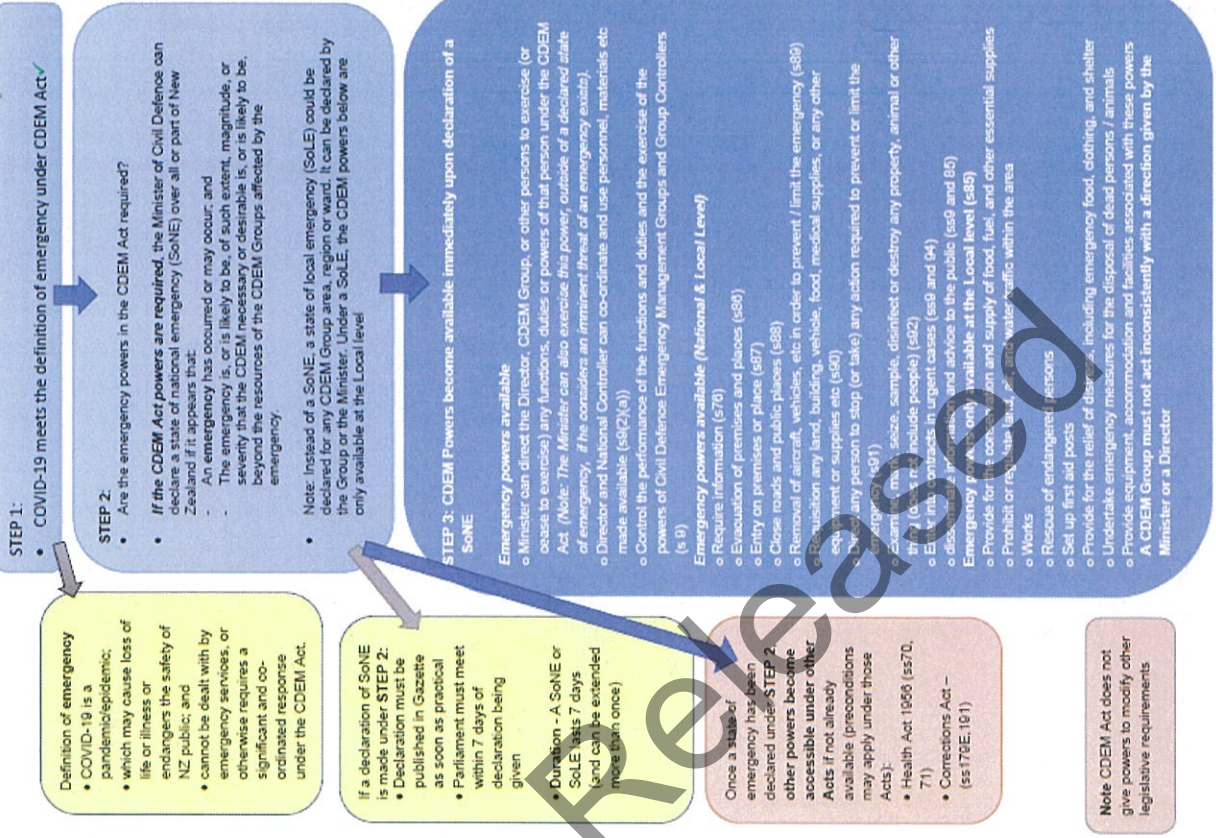 STEP 1:
• COVID-19 meets the definition of emergency under CDEM Act✓
Definition of emergency
• COVID-19 is a
pandemic/epidemic;
• which may cause loss of
life or illness or
endangers the safety of
NZ public; and
• cannot be dealt with by
emergency services, or
otherwise requires a
significant and co-
ordinated response
under the CDEM Act.
STEP 2:
• Are the emergency powers in the CDEM Act required?
• If the CDEM Act powers are required, the Minister of Civil Defence can
declare a state of national emergency (SoNE) over all or part of New
Zealand if it appears that:
- An emergency has occurred or may occur; and
- The emergency is, or is likely to be, of such extent, magnitude, or
severity that the CDEM necessary or desirable is, or is likely to be,
beyond the resources of the CDEM Groups affected by the
emergency.
• Note: Instead of a SoNE, a state of local emergency (SoLE) could be
declared for any CDEM Group area, region or ward. It can be declared by
the Group or the Minister. Under a SoLE, the CDEM powers below are
only available at the Local level
If a declaration of SoNE
is made under STEP 2:
• Declaration must be
published in Gazette
as soon as practical
• Parliament must meet
within 7 days of
declaration being
given
• Duration - A SoNE or
SoLE lasts 7 days
(and can be extended
more than once)
STEP 3: CDEM Powers become available immediately upon declaration of a
SoNE
Emergency powers available
o Minister can direct the Director, CDEM Group, or other persons to exercise (or
cease to exercise) any functions, duties or powers of that person under the CDEM
Act (Note: The Minister can also exercise this power, outside of a declared state
of emergency, if he considers an imminent threat of an emergency exists).
o Director and National Controller can co-ordinate and use personnel, materials etc
made available (s9(2)(a))
o Control the performance of the functions and duties and the exercise of the
powers of Civil Defence Emergency Management Groups and Group Controllers
(s 9)
Emergency powers available (National & Local Level)
o Require information (s76)
o Evacuation of premises and places (s86)
o Entry on premises or place (s87)
o Close roads and public places (s88)
o Removal of aircraft, vehicles, etc in order to prevent / limit the emergency (s89)
o Requisition any land, building, vehicle, food, medical supplies, or any other
equipment or supplies etc (s90)
any person to stop (or take) any action required to prevent or limit the
emergency (s91)
seize, sample, disinfect or destroy any property, animal or other
include people) (s92)
o Enter into contracts in urgent cases (ss9 and 94)
o and advice to the public (ss9 and 85)
Emergency powers only available at the Local level (s85)
o Provide for the and supply of food, fuel, and other essential supplies
o Prohibit or regulate and water traffic within the area
o Works
o Rescue of endangered persons
o Set up first aid posts
o Provide for the relief of including emergency food, clothing, and shelter
o Undertake emergency measures for the disposal of dead persons / animals
o Provide equipment, accommodation and facilities associated with these powers
A CDEM Group must not act inconsistently with a direction given by the
Minister or a Director
Once a state of
emergency has been
declared under STEP 2
other powers become
accessible under other
Acts if not already
available (preconditions
may apply under those
Acts):
• Health Act 1956 (ss70,
71)
• Corrections Act –
(ss179E,191)
Note CDEM Act does not
give powers to modify other
legislative requirements
Released